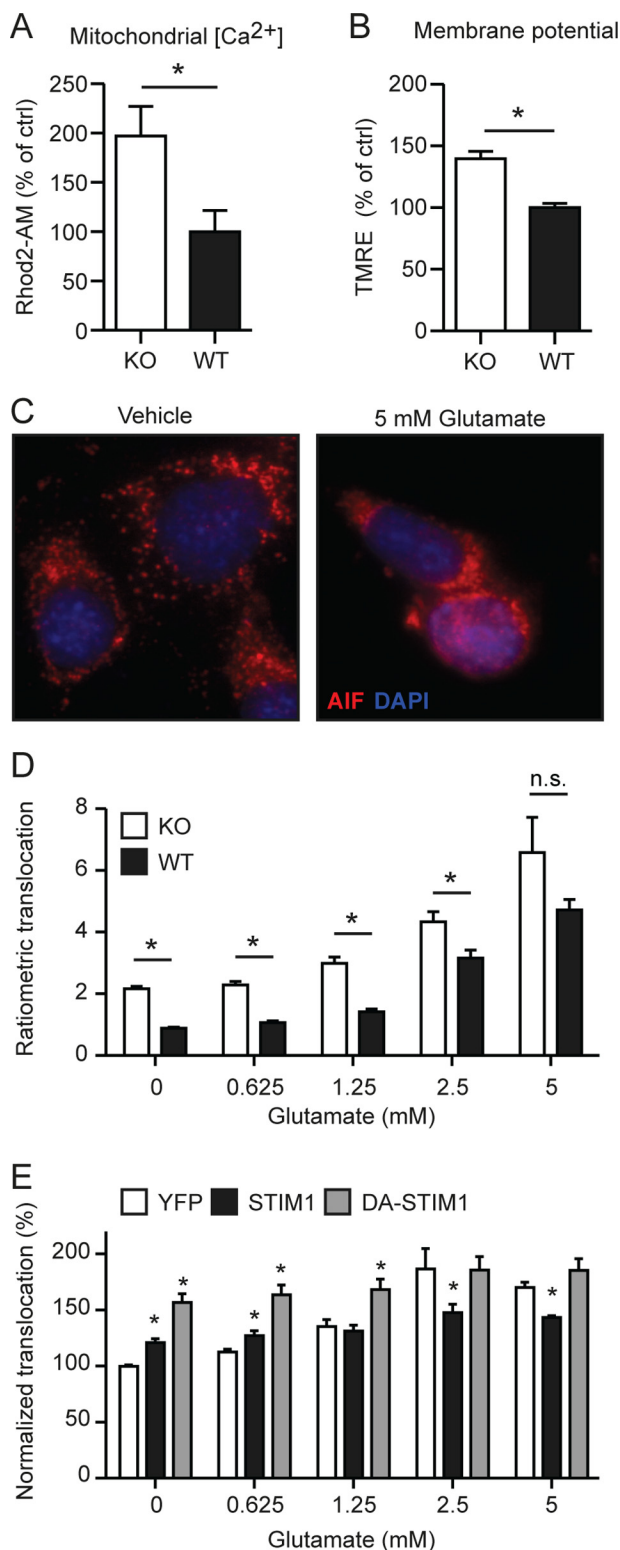 A
Mitochondrial [Ca2+]
*
250
200
150
100
50
0
Rhod2-AM (% of ctrl)
KO WT
B
Membrane potential
*
200
150
100
50
0
TMRE (% of ctrl)
KO WT
C
Vehicle
5 mM Glutamate
AIF DAPI
D
8
6
4
2
0
Ratiometric translocation
KO
WT
* * * * n.s.
0 0.625 1.25 2.5 5
Glutamate (mM)
E
YFP STIM1 DA-STIM1
200
150
100
50
0
Normalized translocation (%)
* * * * * * *
0 0.625 1.25 2.5 5
Glutamate (mM)